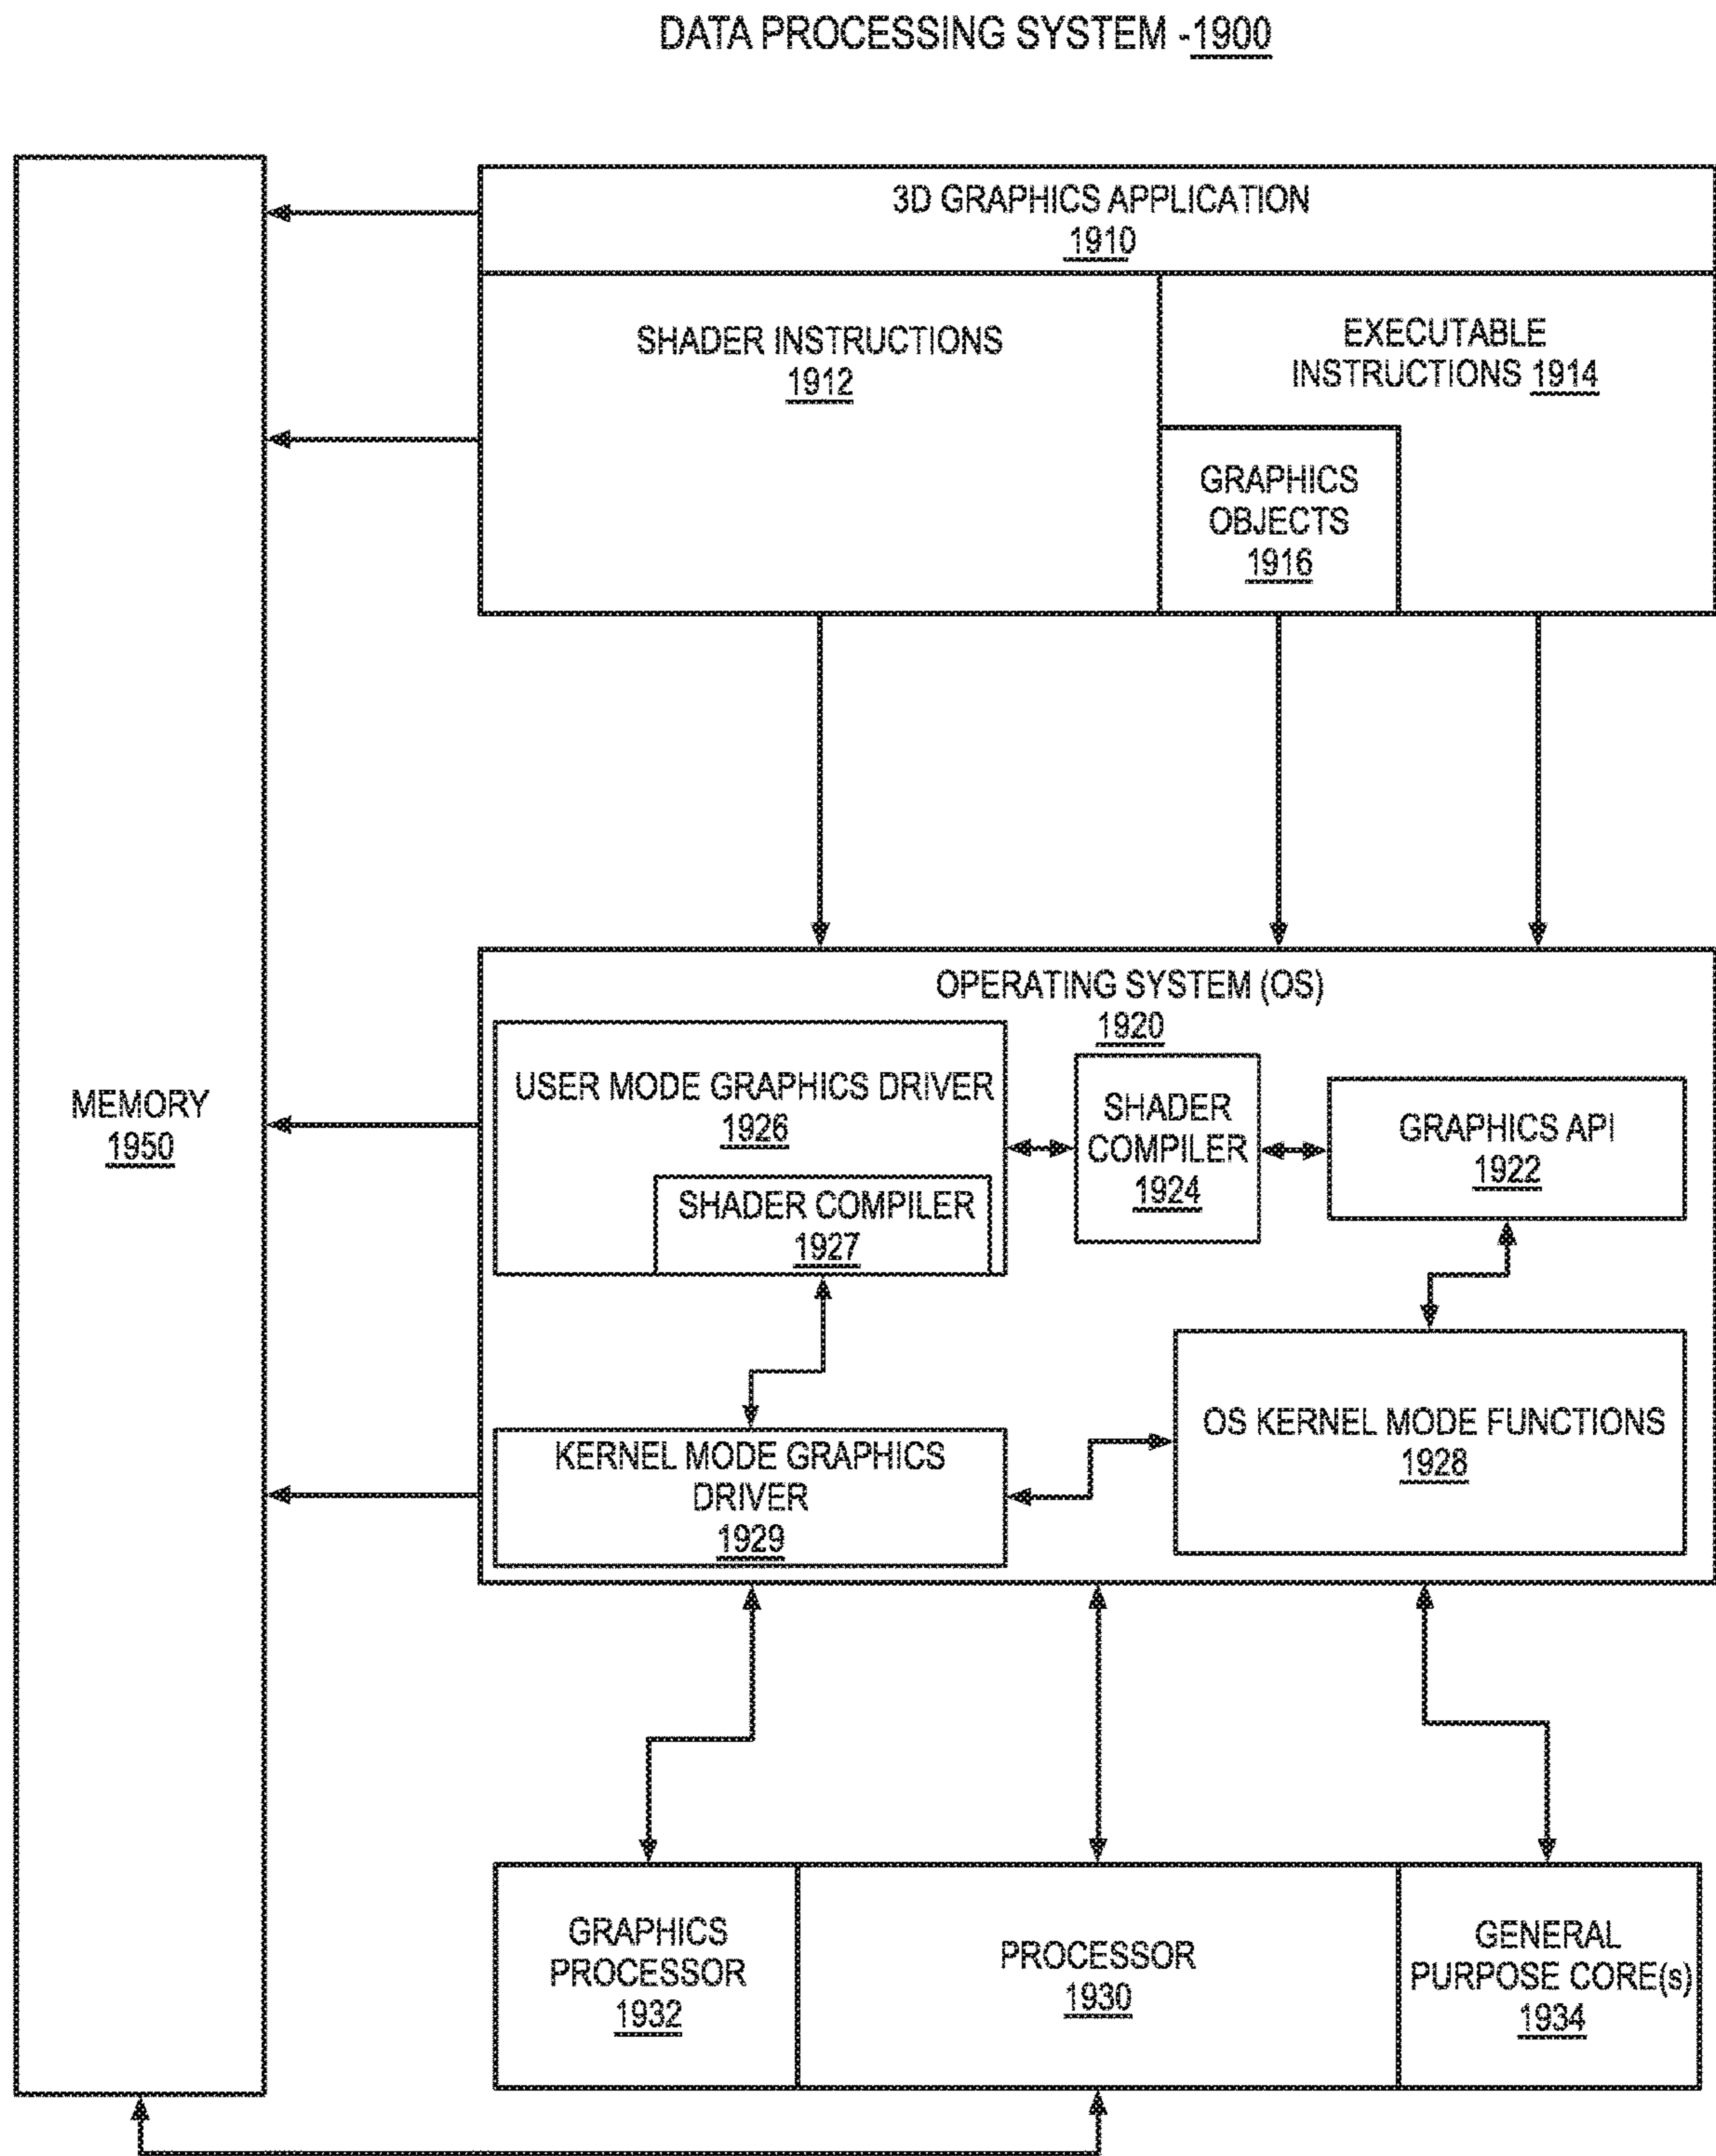 DATA PROCESSING SYSTEM -1900
3D GRAPHICS APPLICATION
1910
SHADER INSTRUCTIONS
1912
EXECUTABLE
INSTRUCTIONS 1914
GRAPHICS
OBJECTS
1916
MEMORY
1950
OPERATING SYSTEM (OS)
1920
USER MODE GRAPHICS DRIVER
1926
SHADER COMPILER
1927
SHADER
COMPILER
1924
GRAPHICS API
1922
KERNEL MODE GRAPHICS
DRIVER
1929
OS KERNEL MODE FUNCTIONS
1928
GRAPHICS
PROCESSOR
1932
PROCESSOR
1930
GENERAL
PURPOSE CORE(s)
1934